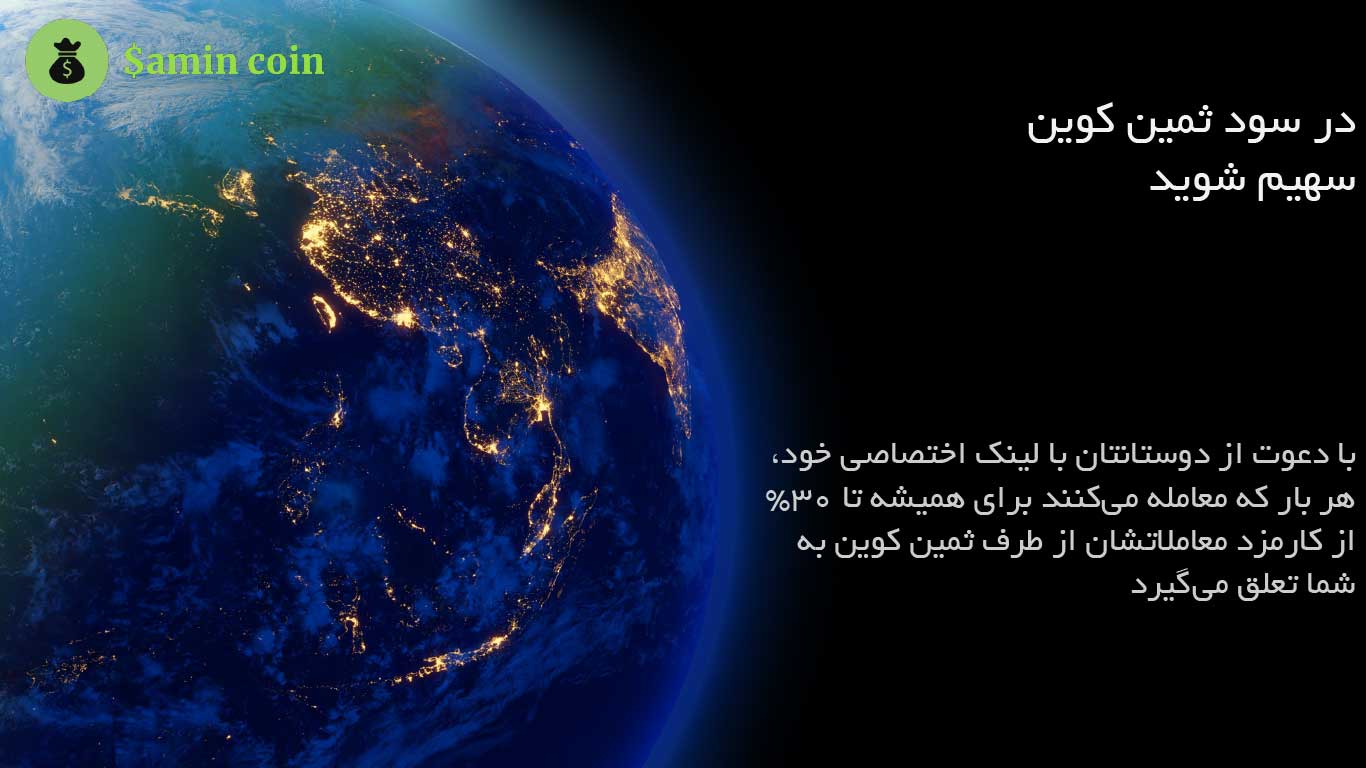 $amin coin
در سود ثمین کوین
سهیم شوید
با دعوت از دوستانتان با لینک اختصاصی خود،
هر بار که معامله می‌کنند برای همیشه تا ۳۰%
از کارمزد معاملاتشان از طرف ثمین کوین به
شما تعلق می‌گیرد